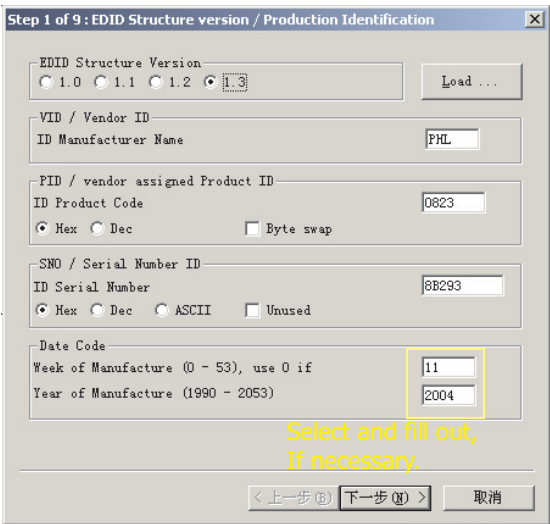 Step 1 of 9 : EDID Structure version / Production Identification
EDID Structure Version
1.0 1.1 1.2 1.3
Load ...
VID / Vendor ID
ID Manufacturer Name PHL
PID / vendor assigned Product ID
ID Product Code 0823
Hex Dec Byte swap
SNO / Serial Number ID
ID Serial Number 8B293
Hex Dec ASCII Unused
Date Code
Week of Manufacture (0 - 53), use 0 if 11
Year of Manufacture (1990 - 2053) 2004
Select and fill out,
If necessary.
< 上一步(B) 下一步(N) > 取消